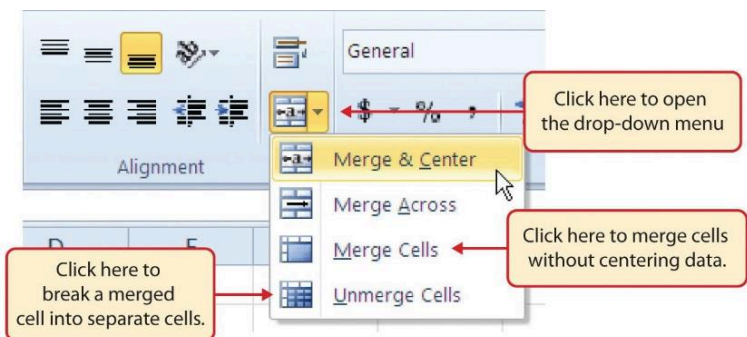 General
$ % ,
Click here to open
the drop-down menu
Alignment
Merge & Center
Merge Across
Merge Cells
Click here to merge cells
without centering data.
D E
Click here to
break a merged
cell into separate cells.
Unmerge Cells